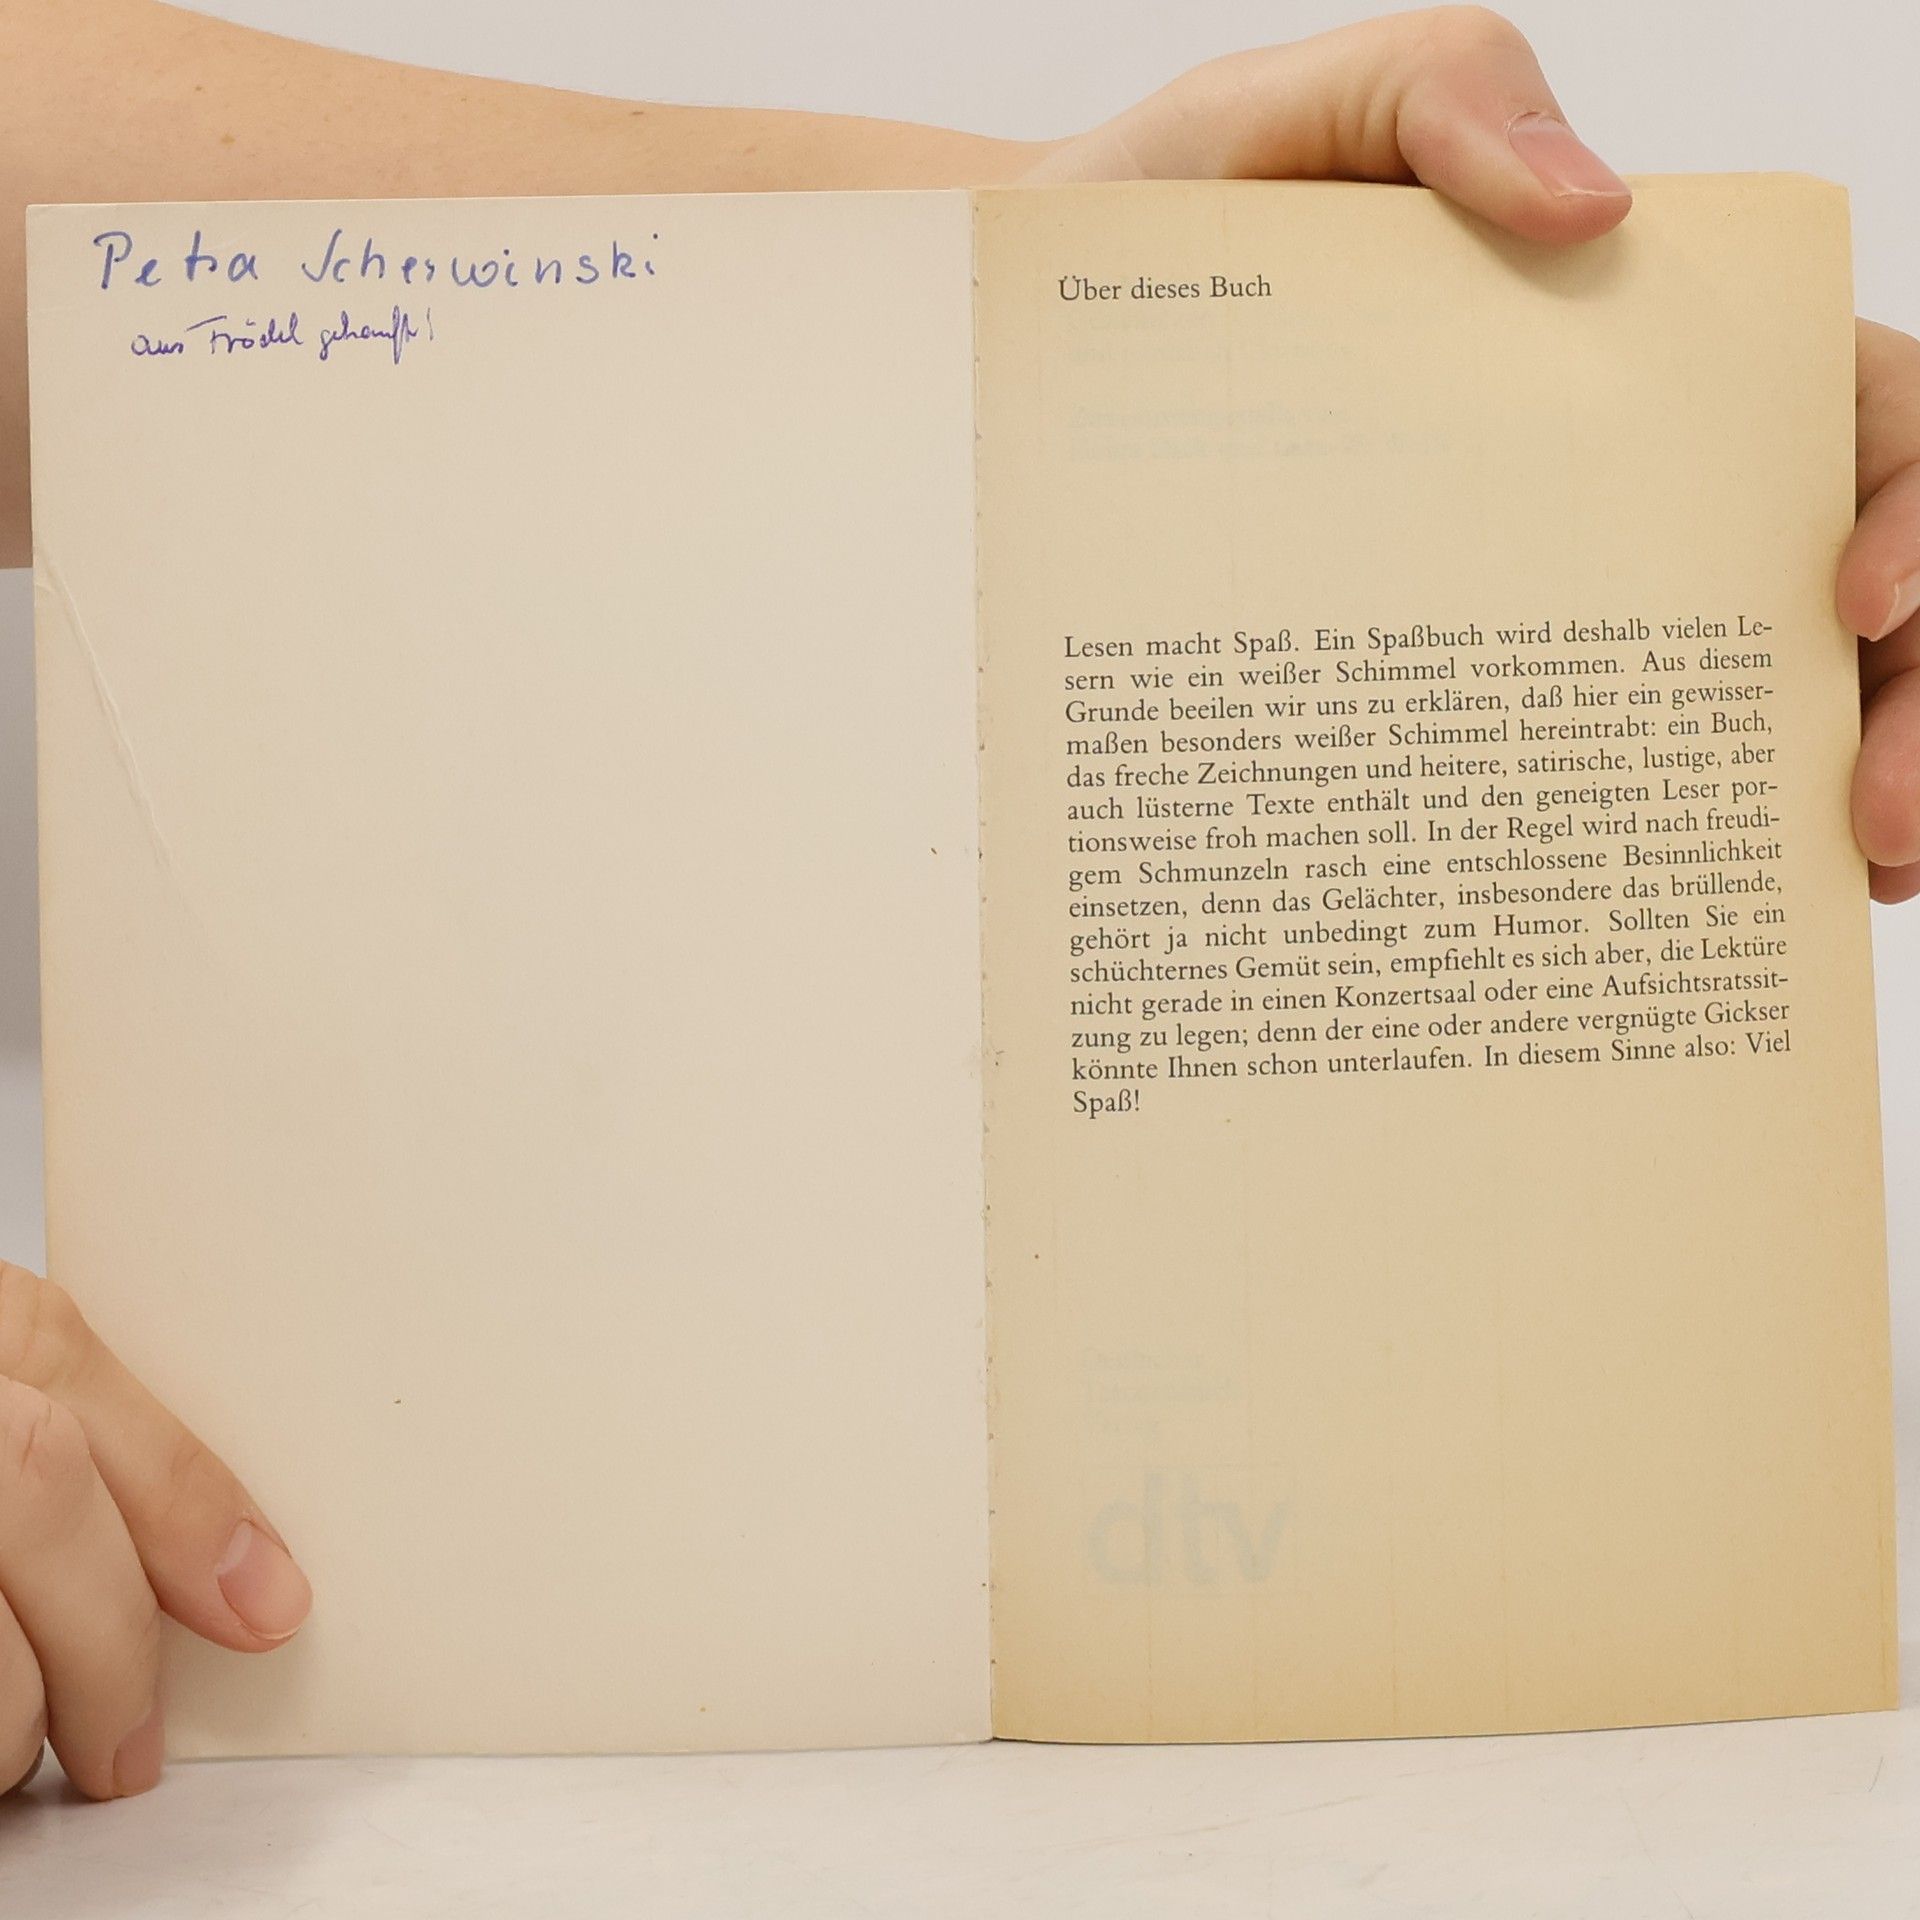 Petra Scherwinski
aus Trödel gekauft!
Über dieses Buch
Lesen macht Spaß. Ein Spaßbuch wird deshalb vielen Le-
sern wie ein weißer Schimmel vorkommen. Aus diesem
Grunde beeilen wir uns zu erklären, daß hier ein gewisser-
maßen besonders weißer Schimmel hereintrabt: ein Buch,
das freche Zeichnungen und heitere, satirische, lustige, aber
auch lüsterne Texte enthält und den geneigten Leser por-
tionsweise froh machen soll. In der Regel wird nach freudi-
gem Schmunzeln rasch eine entschlossene Besinnlichkeit
einsetzen, denn das Gelächter, insbesondere das brüllende,
gehört ja nicht unbedingt zum Humor. Sollten Sie ein
schüchternes Gemüt sein, empfiehlt es sich aber, die Lektüre
nicht gerade in einen Konzertsaal oder eine Aufsichtsratssit-
zung zu legen; denn der eine oder andere vergnügte Gickser
könnte Ihnen schon unterlaufen. In diesem Sinne also: Viel
Spaß!
dtv